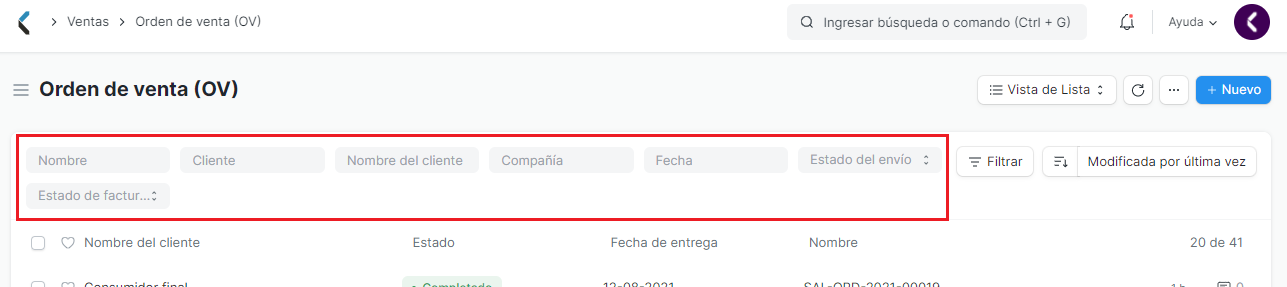 Ventas Orden de venta (OV) Ingresar búsqueda o comando (Ctrl + G) Ayuda
Orden de venta (OV) Vista de Lista ... + Nuevo
Nombre Cliente Nombre del cliente Compañía Fecha Estado del envío Filtrar Modificada por última vez
Estado de factur...
Nombre del cliente Estado Fecha de entrega Nombre 20 de 41
Consumidor final Completado 12-08-2021 SAL-ORD-2021-00019 1 h 0